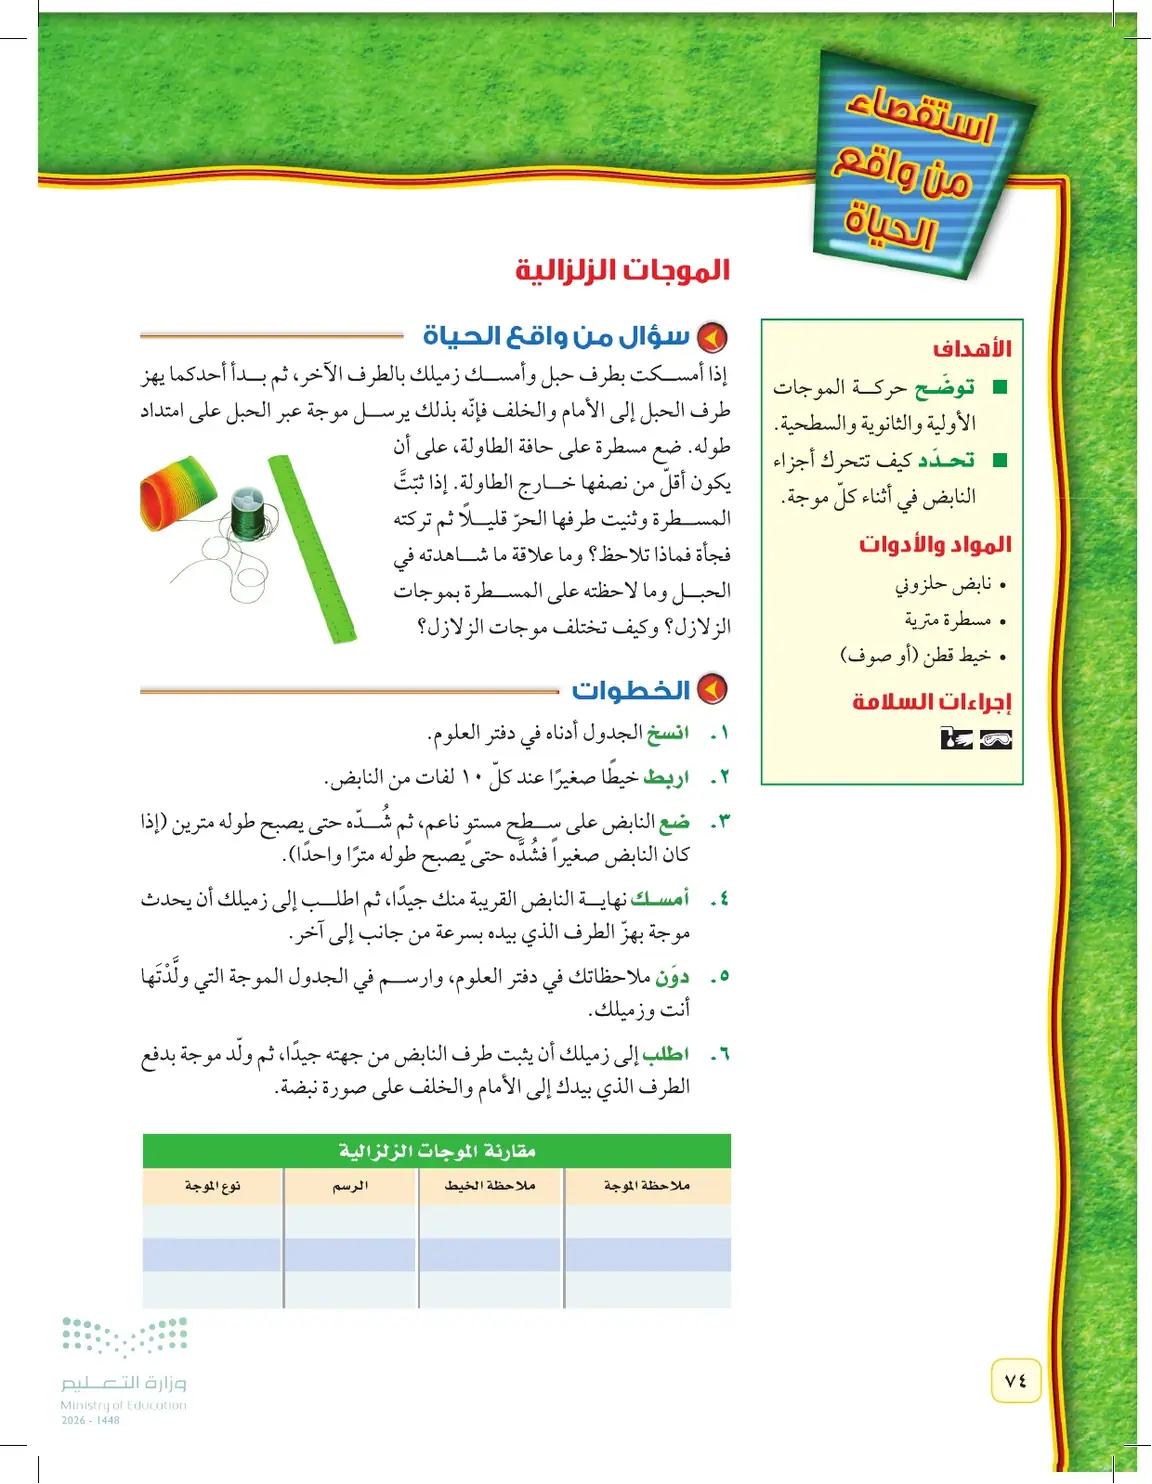 استقصاء
من واقع
الحياة
الموجات الزلزالية
الأهداف
■ توضّح حركة الموجات
الأولية والثانوية والسطحية.
■ تحدّد كيف تتحرك أجزاء
النابض في أثناء كلّ موجة.
المواد والأدوات
• نابض حلزوني
• مسطرة مترية
• خيط قطن (أو صوف)
إجراءات السلامة
سؤال من واقع الحياة
إذا أمسكت بطرف حبل وأمسك زميلك بالطرف الآخر، ثم بدأ أحدكما يهز
طرف الحبل إلى الأمام والخلف فإنّه بذلك يرسل موجة عبر الحبل على امتداد
طوله. ضع مسطرة على حافة الطاولة، على أن
يكون أقلّ من نصفها خارج الطاولة. إذا ثبّتَّ
المسطرة وثنيت طرفها الحرّ قليلًا ثم تركته
فجأة فماذا تلاحظ؟ وما علاقة ما شاهدته في
الحبل وما لاحظته على المسطرة بموجات
الزلازل؟ وكيف تختلف موجات الزلازل؟
الخطوات
١. انسخ الجدول أدناه في دفتر العلوم.
٢. اربط خيطًا صغيرًا عند كلّ ١٠ لفات من النابض.
٣. ضع النابض على سطح مستوٍ ناعم، ثم شُدّه حتى يصبح طوله مترين (إذا
كان النابض صغيراً فشُدَّه حتى يصبح طوله مترًا واحدًا).
٤. أمسك نهاية النابض القريبة منك جيدًا، ثم اطلب إلى زميلك أن يحدث
موجة بهزّ الطرف الذي بيده بسرعة من جانب إلى آخر.
٥. دوّن ملاحظاتك في دفتر العلوم، وارسم في الجدول الموجة التي ولَّدْتَها
أنت وزميلك.
٦. اطلب إلى زميلك أن يثبت طرف النابض من جهته جيدًا، ثم ولّد موجة بدفع
الطرف الذي بيدك إلى الأمام والخلف على صورة نبضة.
مقارنة الموجات الزلزالية
ملاحظة الموجة ملاحظة الخيط الرسم نوع الموجة
وزارة التعليم
Ministry of Education
2026 - 1448
٧٤